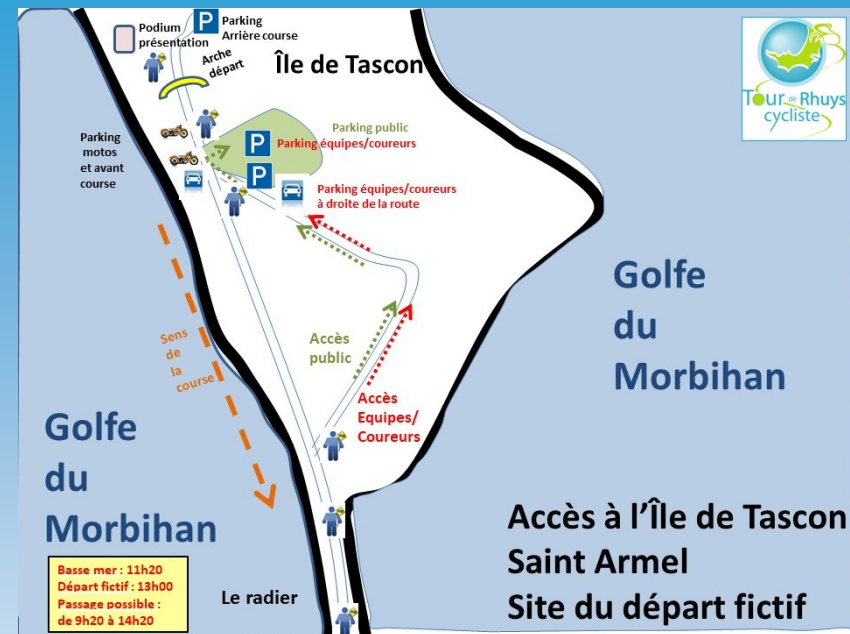 Podium
présentation
P
Parking
Arrière course
Arche
départ
Île de Tascon
Tour de Rhuys
cycliste
Parking
motos
et avant
course
P
P
Parking public
Parking équipes/coureurs
Parking équipes/coureurs
à droite de la route
Sens
de
la
course
Accès
public
Accès
Equipes/
Coureurs
Golfe
du
Morbihan
Golfe
du
Morbihan
Basse mer : 11h20
Départ fictif : 13h00
Passage possible :
de 9h20 à 14h20
Le radier
Accès à l'Île de Tascon
Saint Armel
Site du départ fictif